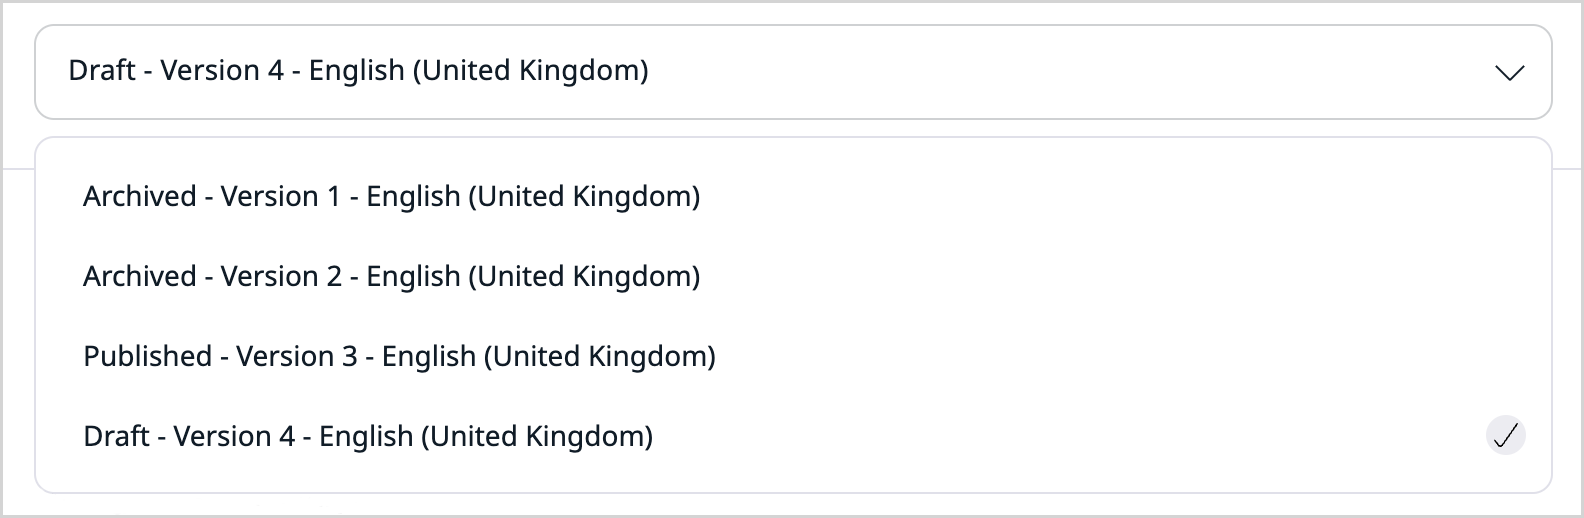 Draft - Version 4 - English (United Kingdom)
Archived - Version 1 - English (United Kingdom)
Archived - Version 2 - English (United Kingdom)
Published - Version 3 - English (United Kingdom)
Draft - Version 4 - English (United Kingdom)